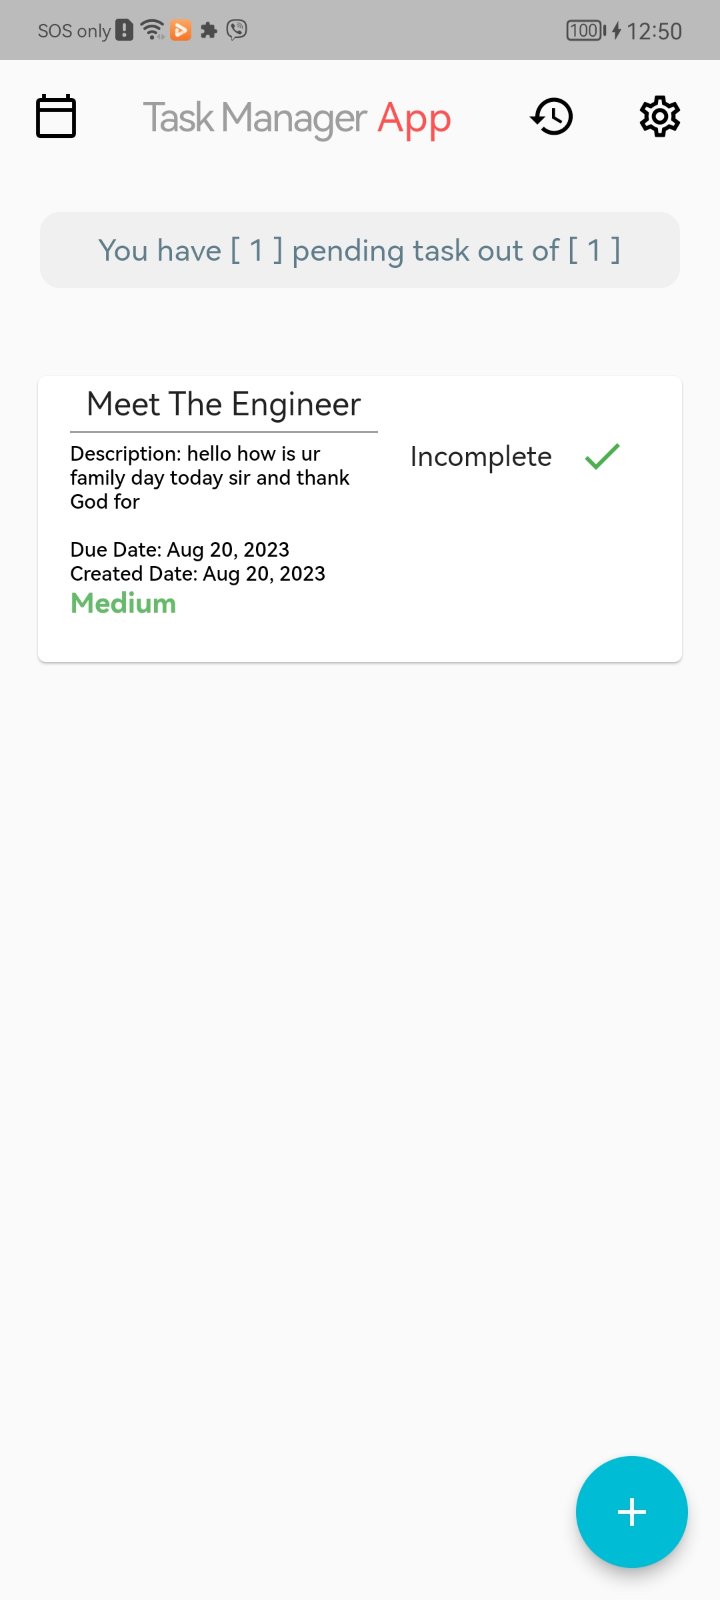 SOS only 100 12:50
Task Manager App
You have [ 1 ] pending task out of [ 1 ]
Meet The Engineer
Description: hello how is ur
family day today sir and thank
God for
Incomplete
Due Date: Aug 20, 2023
Created Date: Aug 20, 2023
Medium